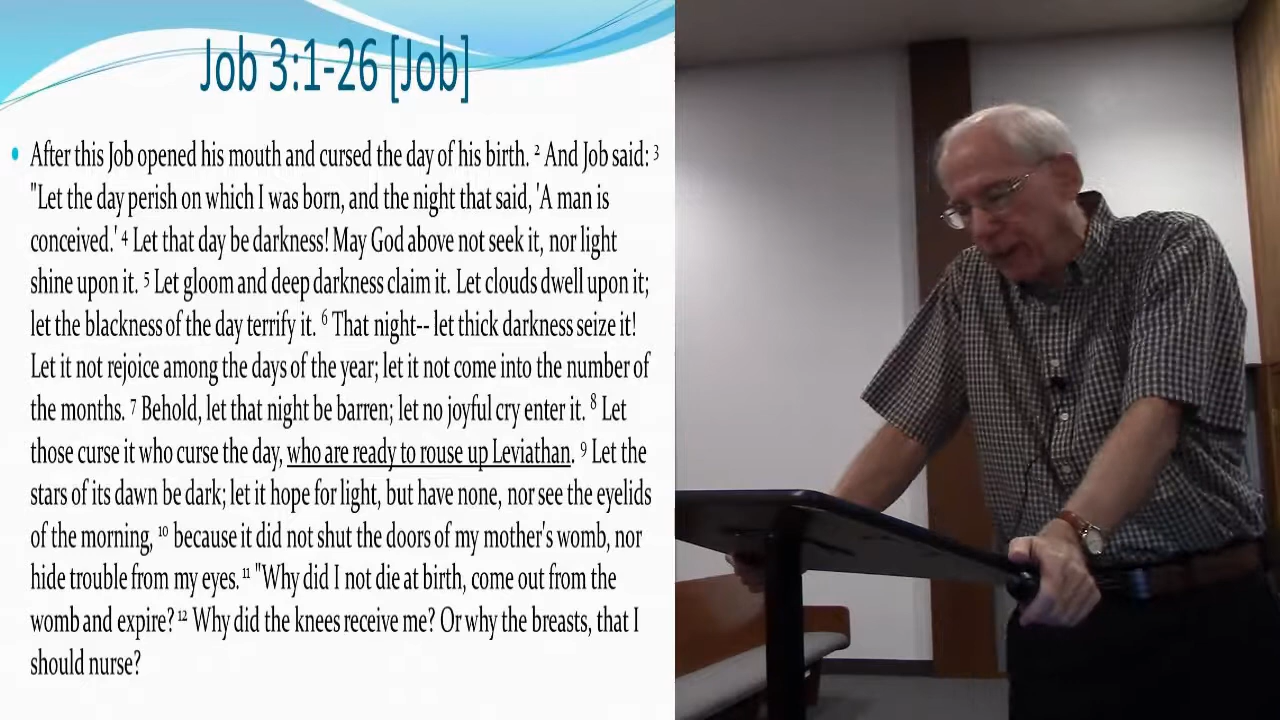 Job 3:1-26 [Job]
• After this Job opened his mouth and cursed the day of his birth. ² And Job said: ³
"Let the day perish on which I was born, and the night that said, 'A man is
conceived.' ⁴ Let that day be darkness! May God above not seek it, nor light
shine upon it. ⁵ Let gloom and deep darkness claim it. Let clouds dwell upon it;
let the blackness of the day terrify it. ⁶ That night-- let thick darkness seize it!
Let it not rejoice among the days of the year; let it not come into the number of
the months. ⁷ Behold, let that night be barren; let no joyful cry enter it. ⁸ Let
those curse it who curse the day, who are ready to rouse up Leviathan. ⁹ Let the
stars of its dawn be dark; let it hope for light, but have none, nor see the eyelids
of the morning, ¹⁰ because it did not shut the doors of my mother's womb, nor
hide trouble from my eyes. ¹¹ "Why did I not die at birth, come out from the
womb and expire? ¹² Why did the knees receive me? Or why the breasts, that I
should nurse?